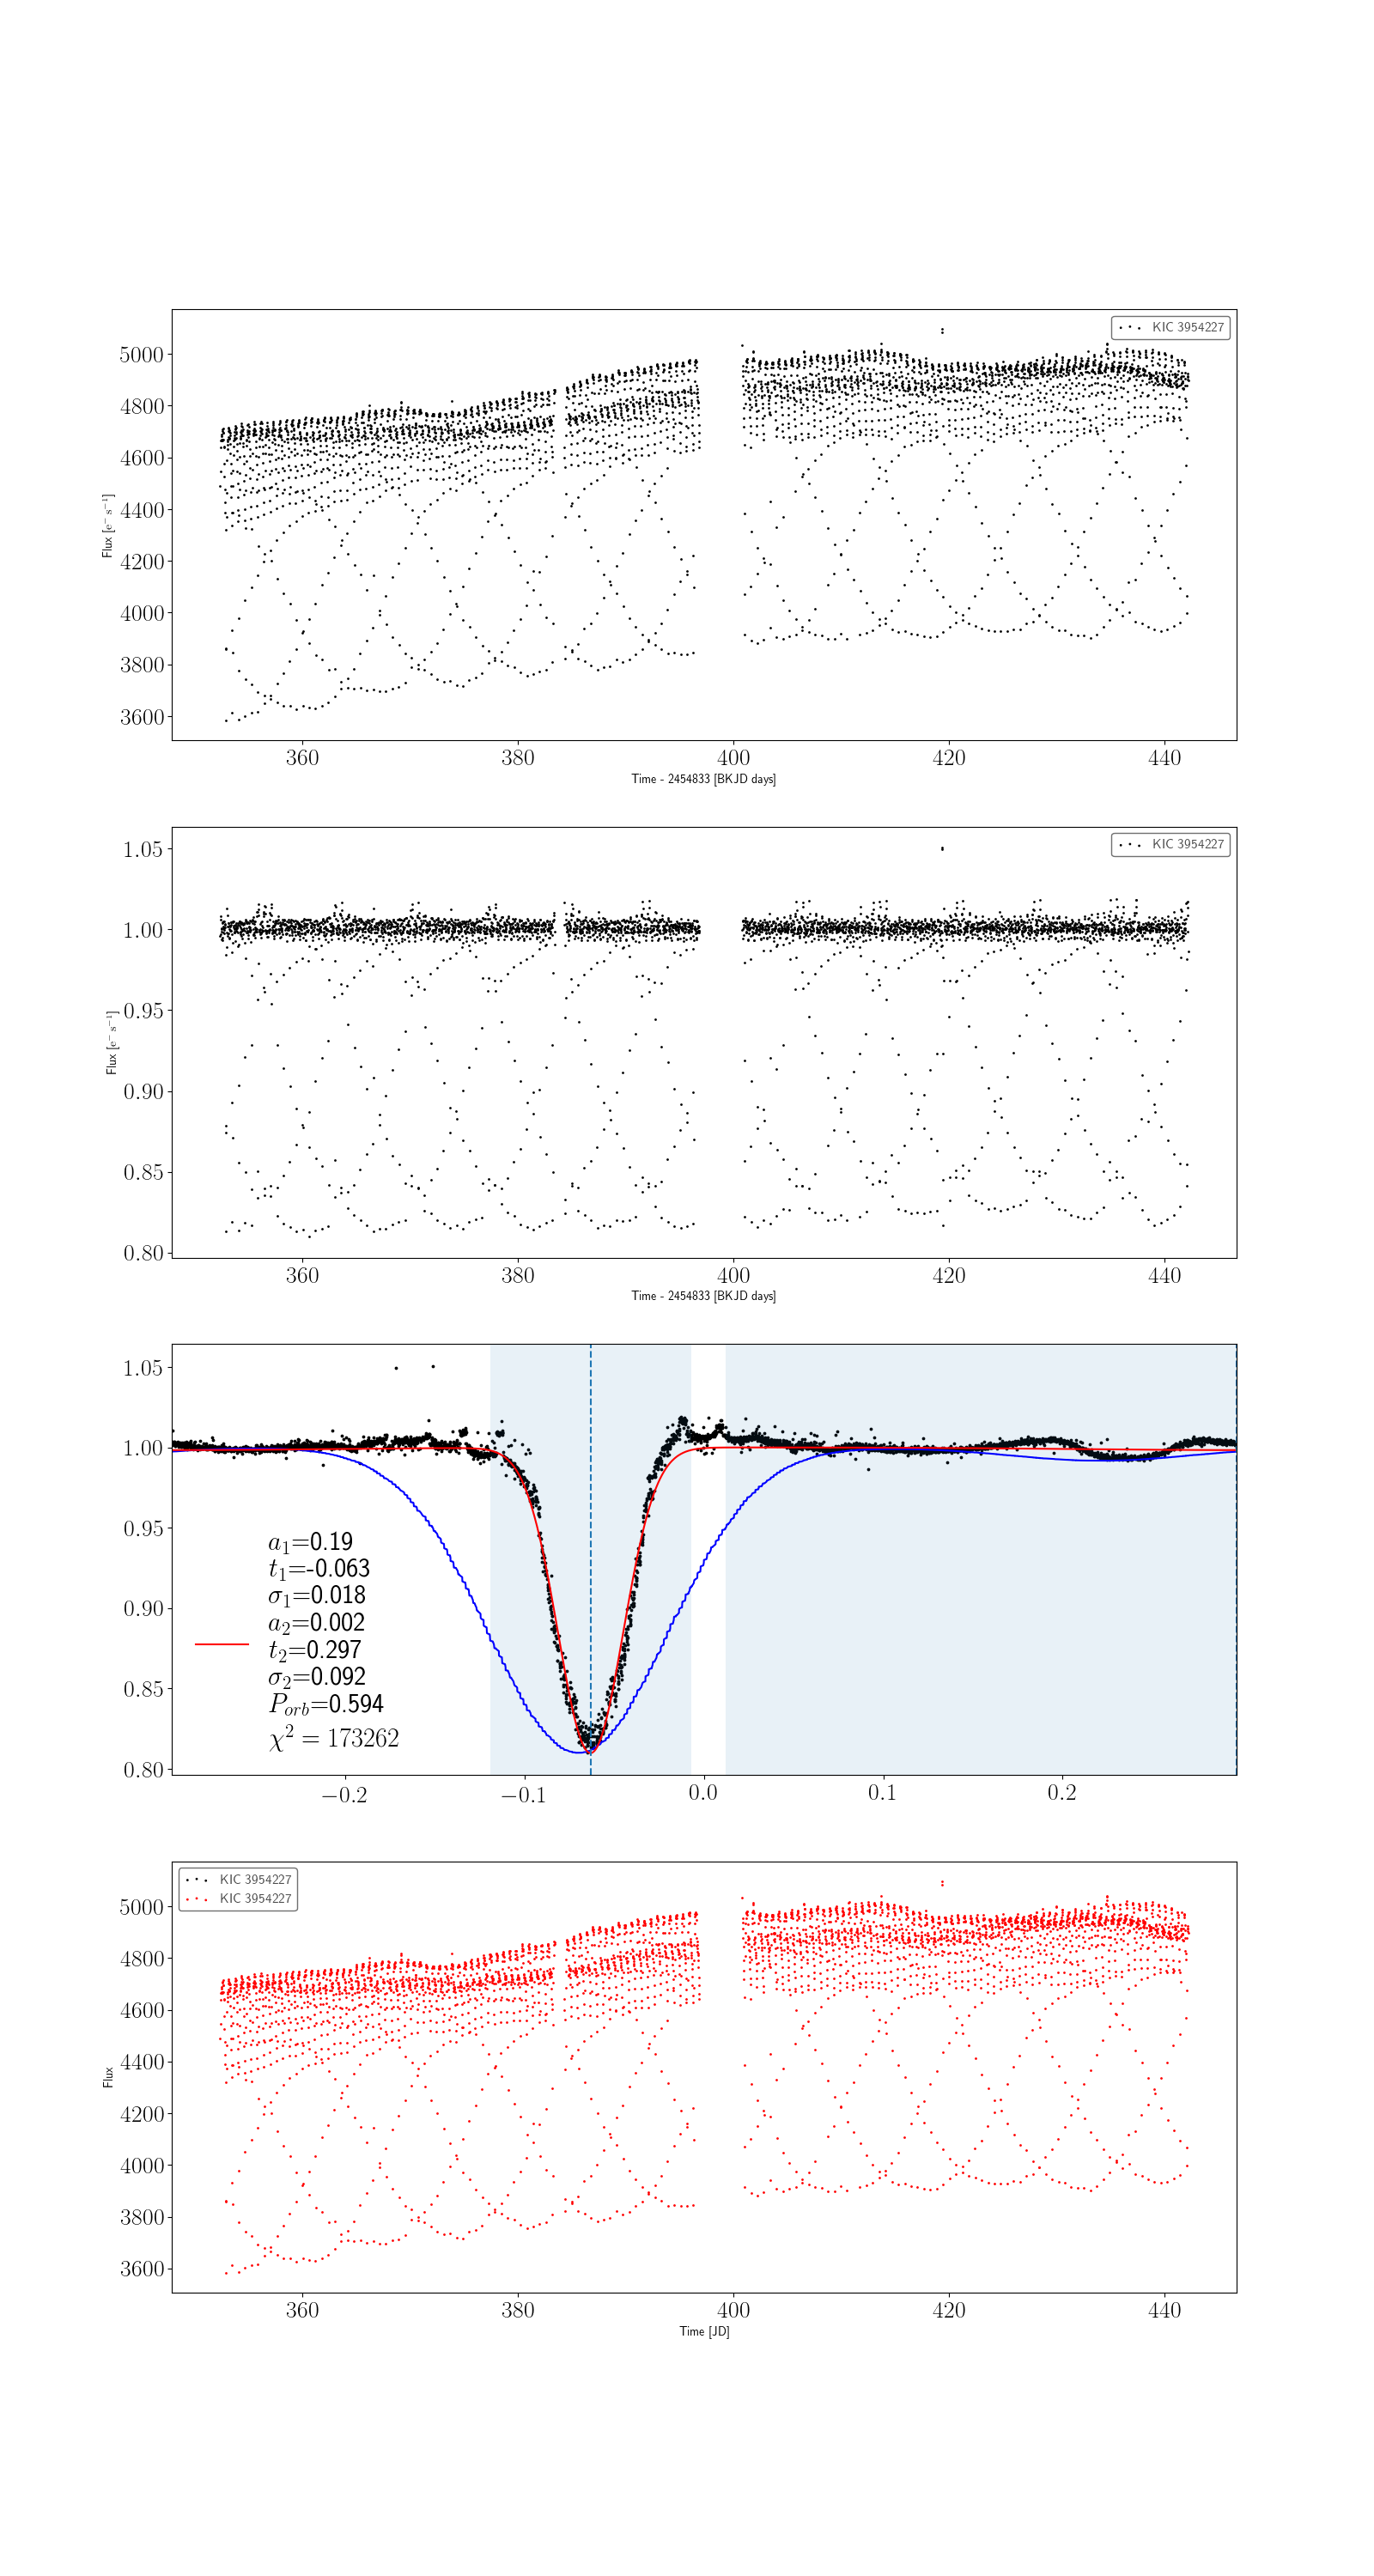 KIC 3954227
5000
4800
4600
4400
4200
4000
3800
3600
Flux [e⁻ s⁻¹]
360 380 400 420 440
Time - 2454833 [BKJD days]
KIC 3954227
1.05
1.00
0.95
0.90
0.85
0.80
Flux [e⁻ s⁻¹]
360 380 400 420 440
Time - 2454833 [BKJD days]
1.05
1.00
0.95
0.90
0.85
0.80
a₁=0.19
t₁=-0.063
σ₁=0.018
a₂=0.002
t₂=0.297
σ₂=0.092
P_orb=0.594
χ² = 173262
−0.2 −0.1 0.0 0.1 0.2
KIC 3954227
KIC 3954227
5000
4800
4600
4400
4200
4000
3800
3600
Flux
360 380 400 420 440
Time [JD]